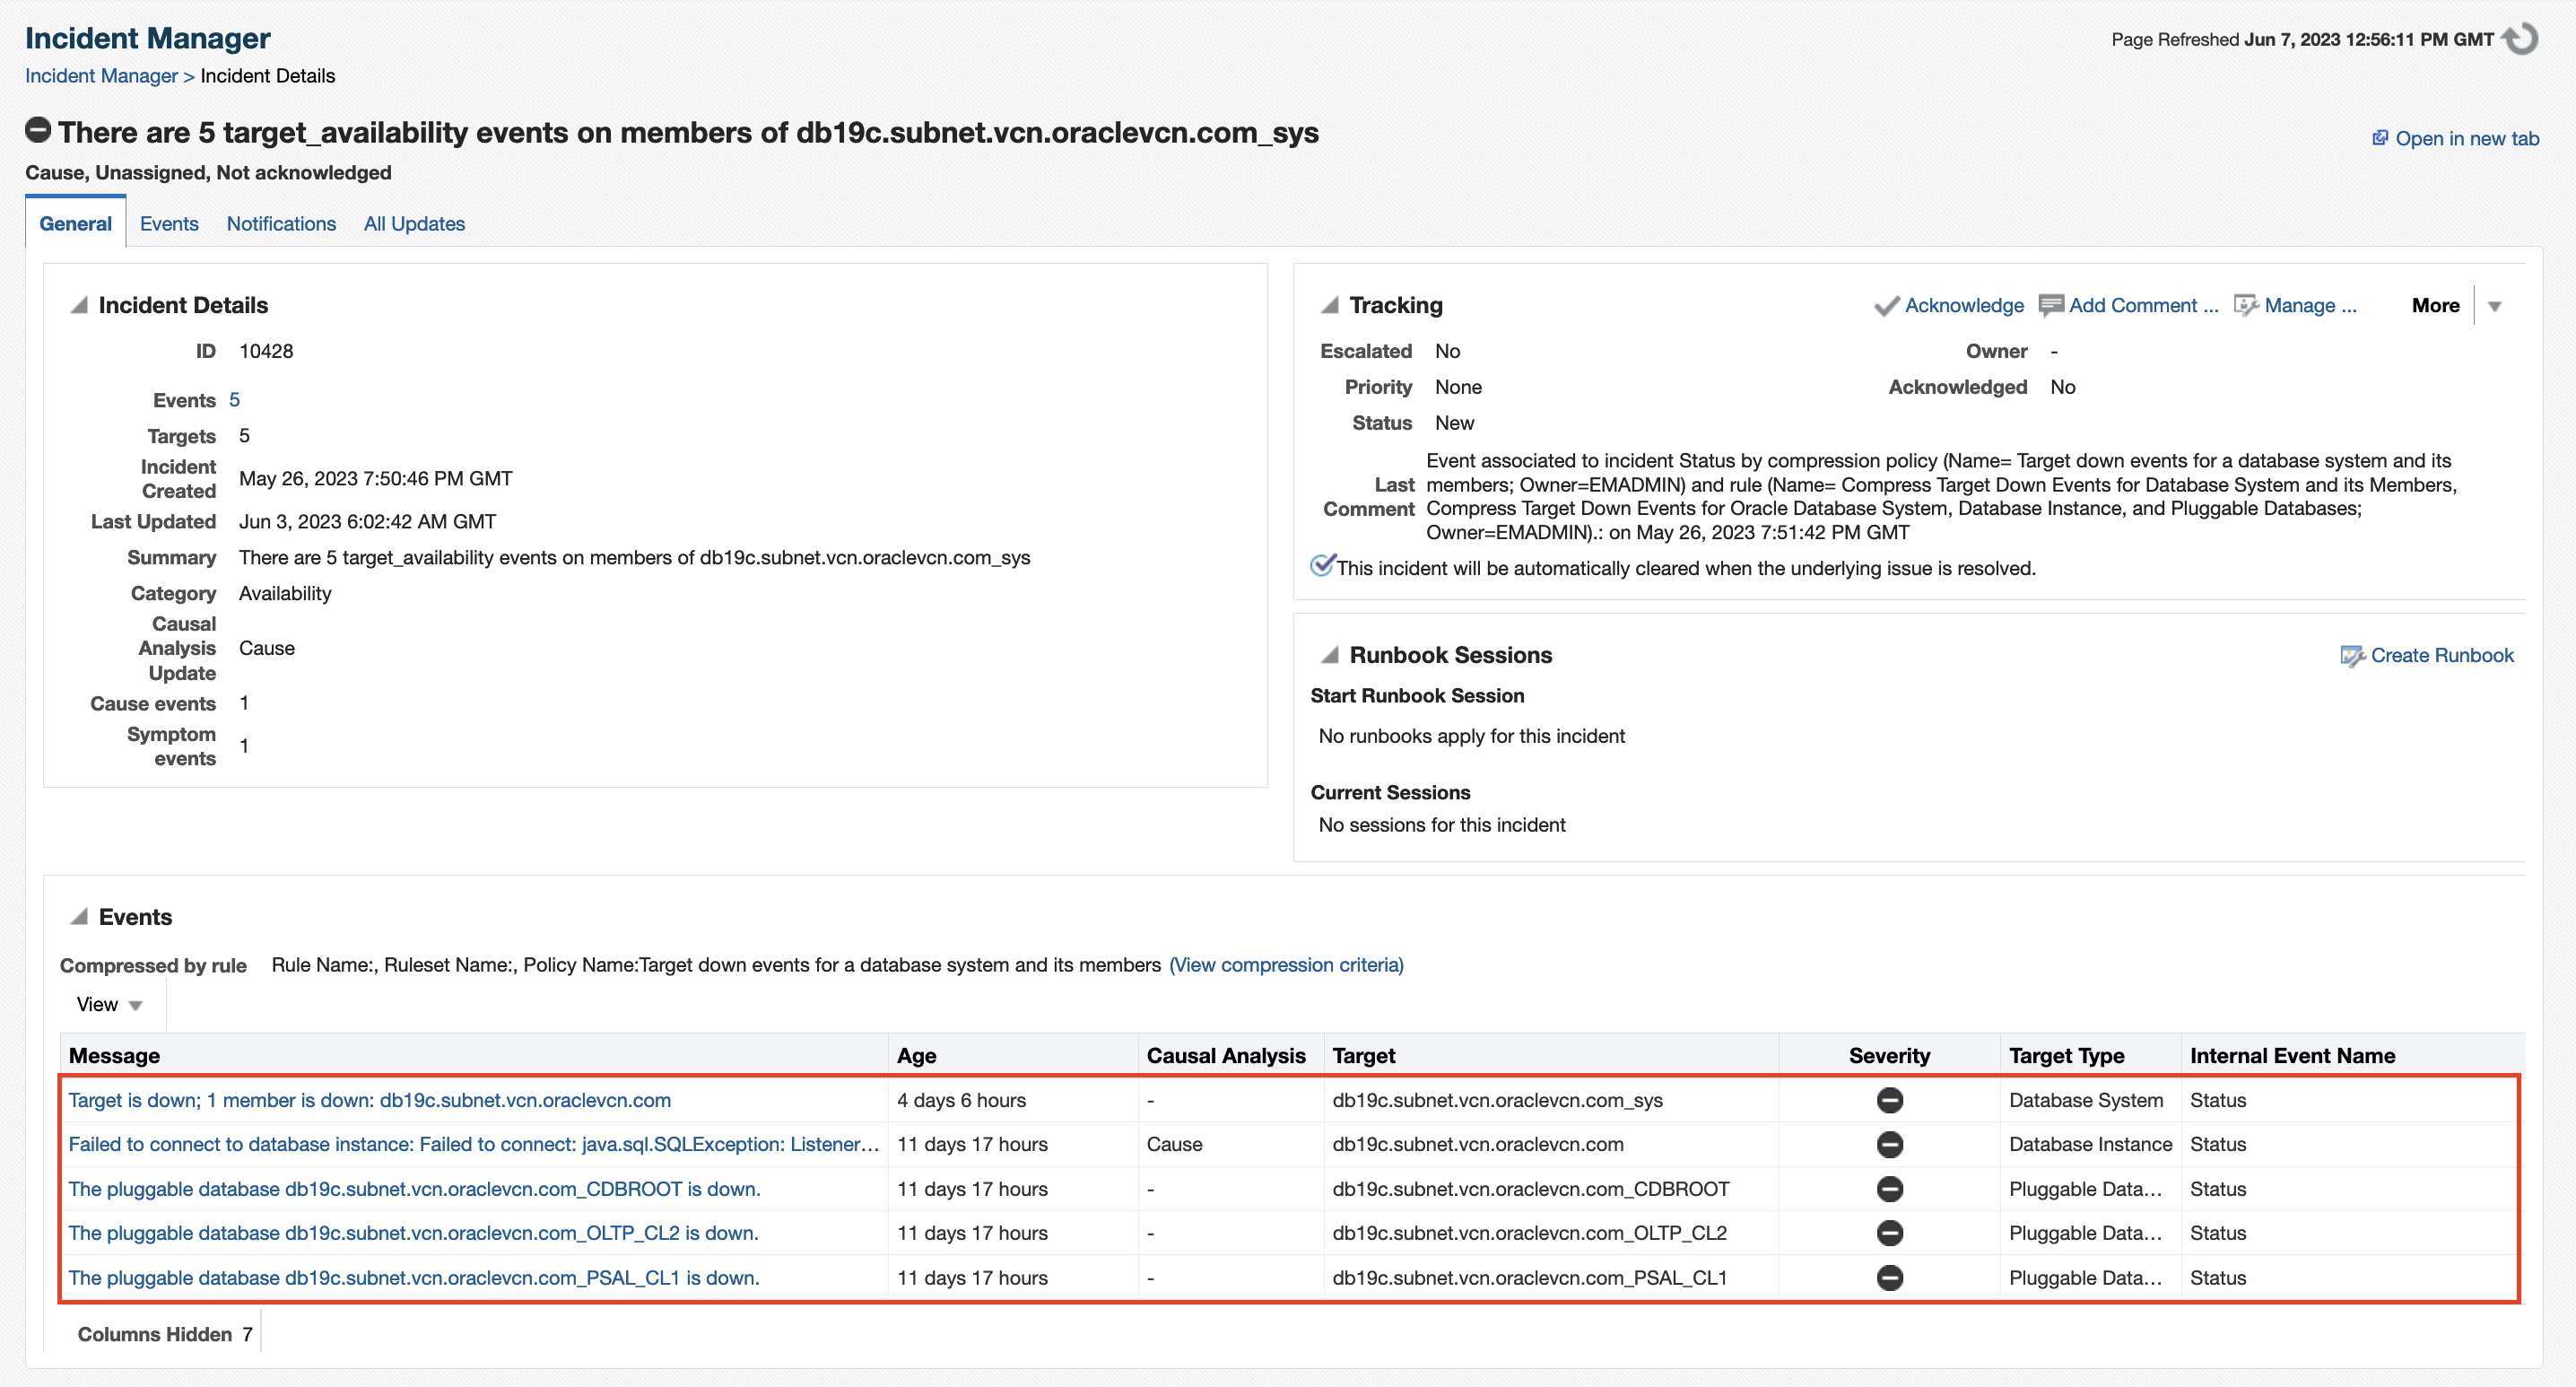 Incident Manager
Page Refreshed Jun 7, 2023 12:56:11 PM GMT
Incident Manager > Incident Details
There are 5 target_availability events on members of db19c.subnet.vcn.oraclevcn.com_sys
Open in new tab
Cause, Unassigned, Not acknowledged
General Events Notifications All Updates
Incident Details
ID 10428
Events 5
Targets 5
Incident
Created
May 26, 2023 7:50:46 PM GMT
Last Updated Jun 3, 2023 6:02:42 AM GMT
Summary There are 5 target_availability events on members of db19c.subnet.vcn.oraclevcn.com_sys
Category Availability
Causal
Analysis
Update
Cause
Cause events 1
Symptom
events
1
Tracking
Acknowledge Add Comment ... Manage ... More
Escalated No Owner -
Priority None Acknowledged No
Status New
Last
Comment
Event associated to incident Status by compression policy (Name= Target down events for a database system and its
members; Owner=EMADMIN) and rule (Name= Compress Target Down Events for Database System and its Members,
Compress Target Down Events for Oracle Database System, Database Instance, and Pluggable Databases;
Owner=EMADMIN).: on May 26, 2023 7:51:42 PM GMT
This incident will be automatically cleared when the underlying issue is resolved.
Runbook Sessions
Create Runbook
Start Runbook Session
No runbooks apply for this incident
Current Sessions
No sessions for this incident
Events
Compressed by rule Rule Name:, Ruleset Name:, Policy Name:Target down events for a database system and its members (View compression criteria)
View
Message Age Causal Analysis Target Severity Target Type Internal Event Name
Target is down; 1 member is down: db19c.subnet.vcn.oraclevcn.com 4 days 6 hours - db19c.subnet.vcn.oraclevcn.com_sys Database System Status
Failed to connect to database instance: Failed to connect: java.sql.SQLException: Listener... 11 days 17 hours Cause db19c.subnet.vcn.oraclevcn.com Database Instance Status
The pluggable database db19c.subnet.vcn.oraclevcn.com_CDBROOT is down. 11 days 17 hours - db19c.subnet.vcn.oraclevcn.com_CDBROOT Pluggable Data... Status
The pluggable database db19c.subnet.vcn.oraclevcn.com_OLTP_CL2 is down. 11 days 17 hours - db19c.subnet.vcn.oraclevcn.com_OLTP_CL2 Pluggable Data... Status
The pluggable database db19c.subnet.vcn.oraclevcn.com_PSAL_CL1 is down. 11 days 17 hours - db19c.subnet.vcn.oraclevcn.com_PSAL_CL1 Pluggable Data... Status
Columns Hidden 7